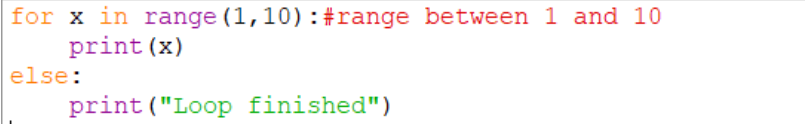 for x in range(1,10):#range between 1 and 10
    print(x)
else:
    print("Loop finished")